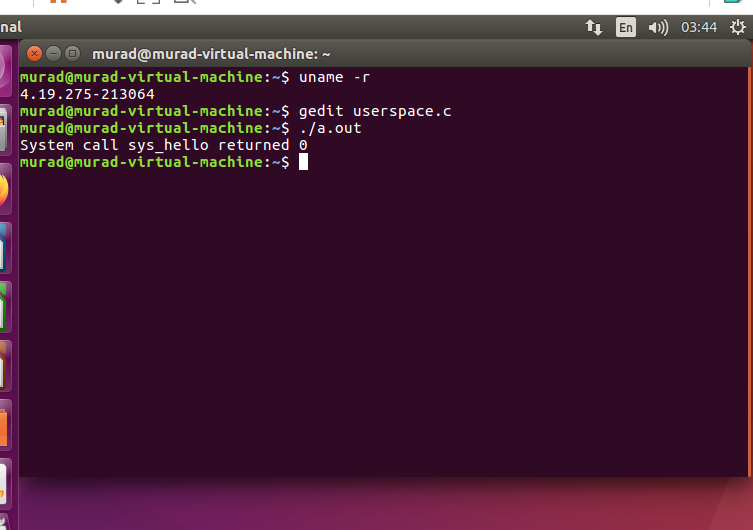 nal
En
03:44
murad@murad-virtual-machine: ~
murad@murad-virtual-machine:~$ uname -r
4.19.275-213064
murad@murad-virtual-machine:~$ gedit userspace.c
murad@murad-virtual-machine:~$ ./a.out
System call sys_hello returned 0
murad@murad-virtual-machine:~$